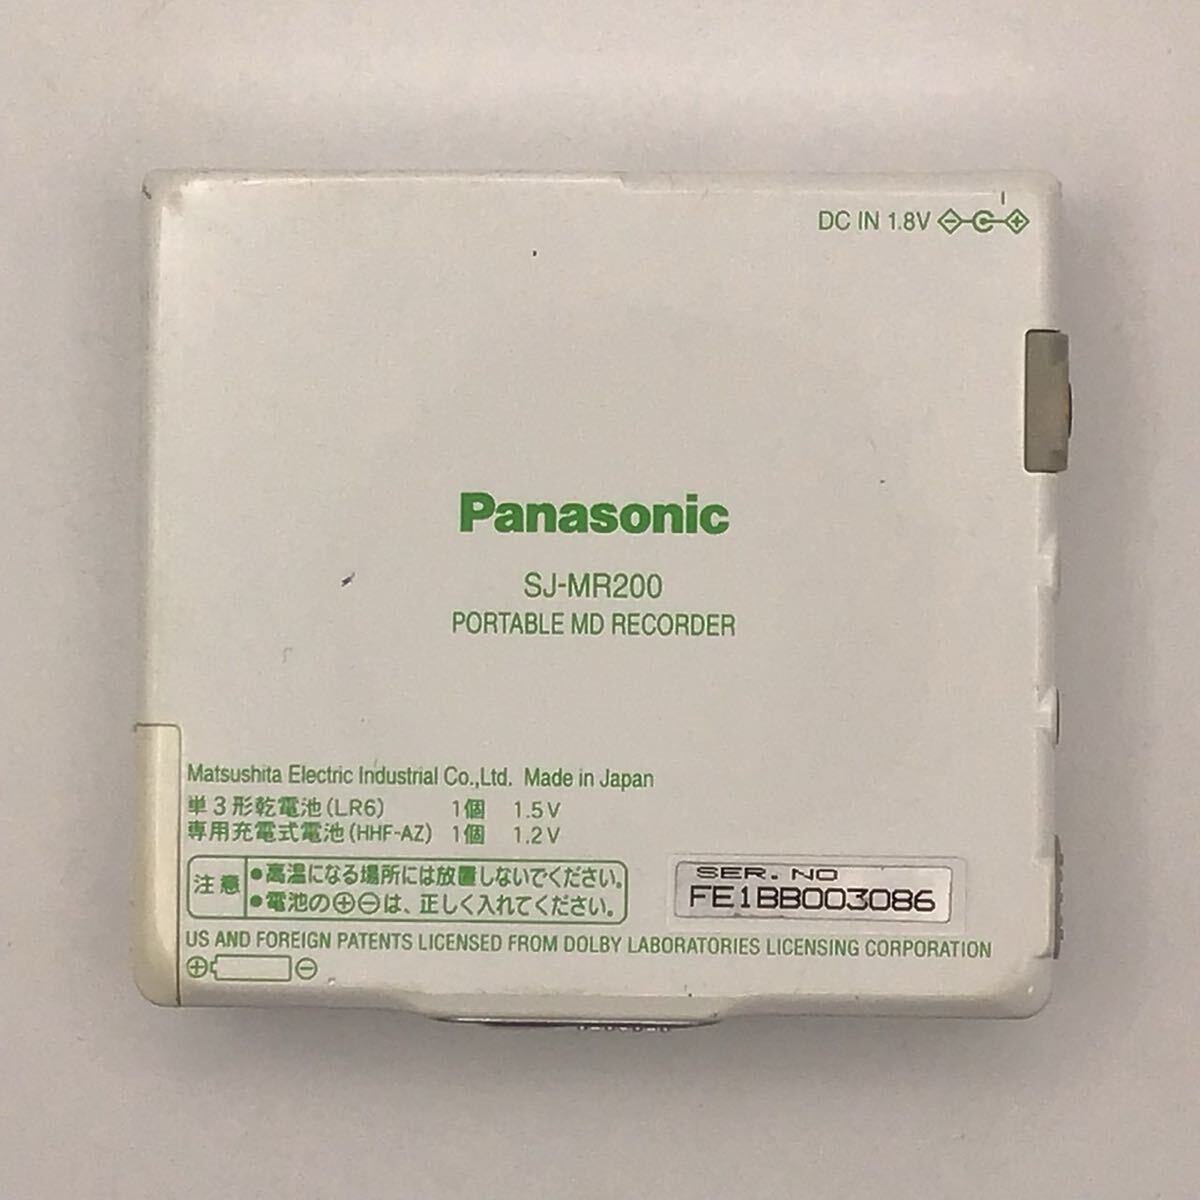 DC IN 1.8V
Panasonic
SJ-MR200
PORTABLE MD RECORDER
Matsushita Electric Industrial Co.,Ltd. Made in Japan
単3形乾電池(LR6) 1個 1.5V
専用充電式電池(HHF-AZ) 1個 1.2V
注意
•高温になる場所には放置しないでください。
•電池の⊕⊖は、正しく入れてください。
SER. NO
FE1BB003086
US AND FOREIGN PATENTS LICENSED FROM DOLBY LABORATORIES LICENSING CORPORATION
⊕ ⊖